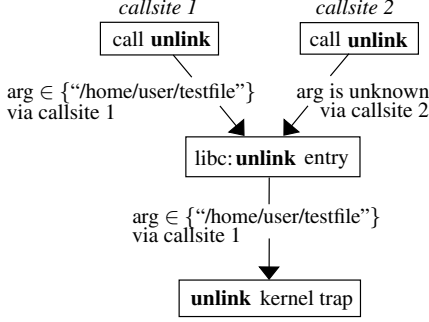 callsite 1
callsite 2
call unlink
call unlink
arg ∈ {“/home/user/testfile”}
via callsite 1
arg is unknown
via callsite 2
libc:unlink entry
arg ∈ {“/home/user/testfile”}
via callsite 1
unlink kernel trap